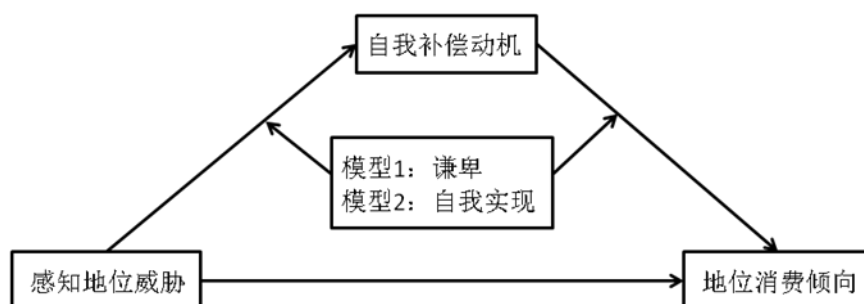 自我补偿动机
模型1：谦卑
模型2：自我实现
感知地位威胁
地位消费倾向